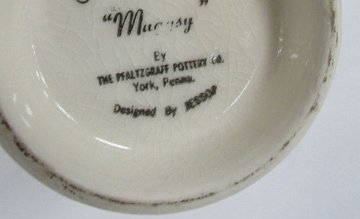 "Muggsy"
By
THE PFALTZGRAFF POTTERY CO.
York, Penna.
Designed By JESSOP